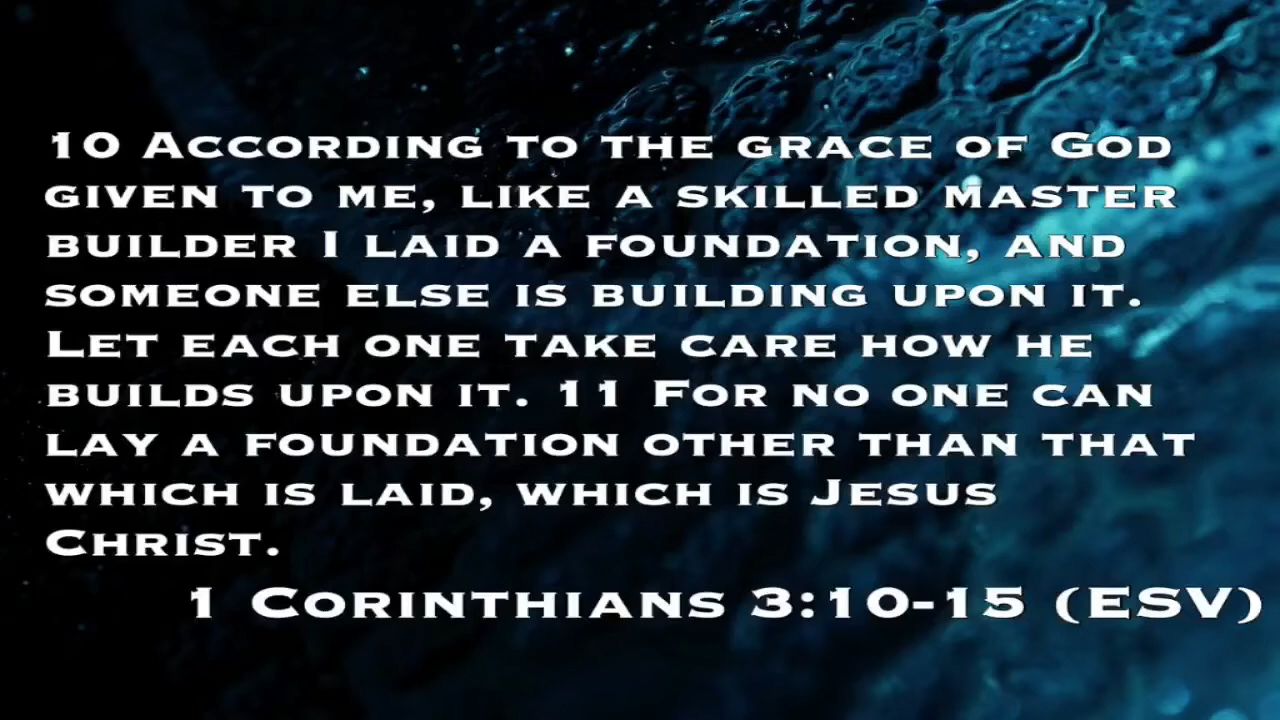 10 According to the grace of God
given to me, like a skilled master
builder I laid a foundation, and
someone else is building upon it.
Let each one take care how he
builds upon it. 11 For no one can
lay a foundation other than that
which is laid, which is Jesus
Christ.
1 Corinthians 3:10-15 (ESV)